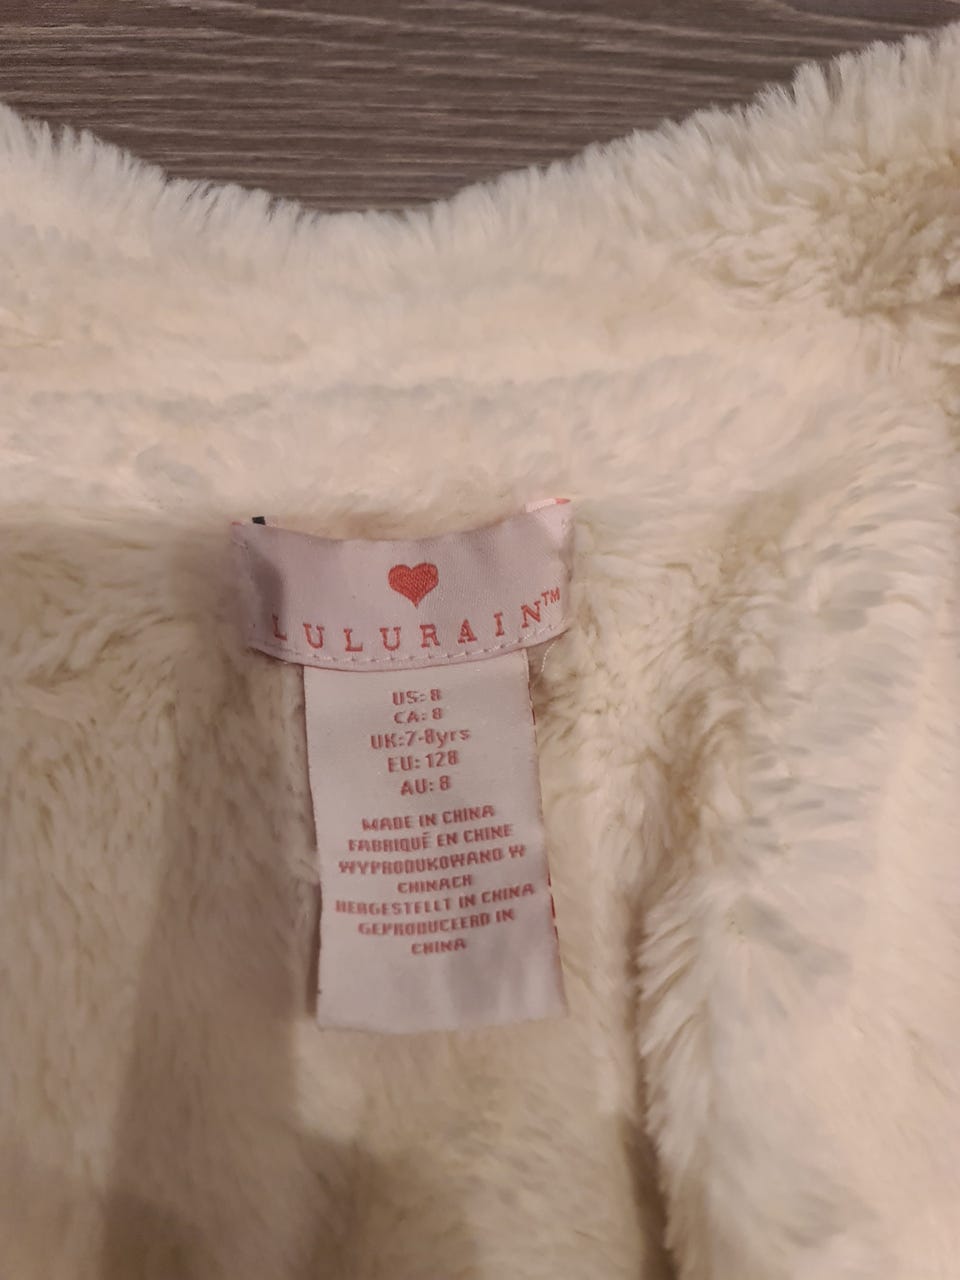 LULURAIN™
US: 8
CA: 8
UK:7-8yrs
EU: 128
AU: 8
MADE IN CHINA
FABRIQUÉ EN CHINE
WYPRODUKOWANO W
CHINACH
HERGESTELLT IN CHINA
GEPRODUCEERD IN
CHINA